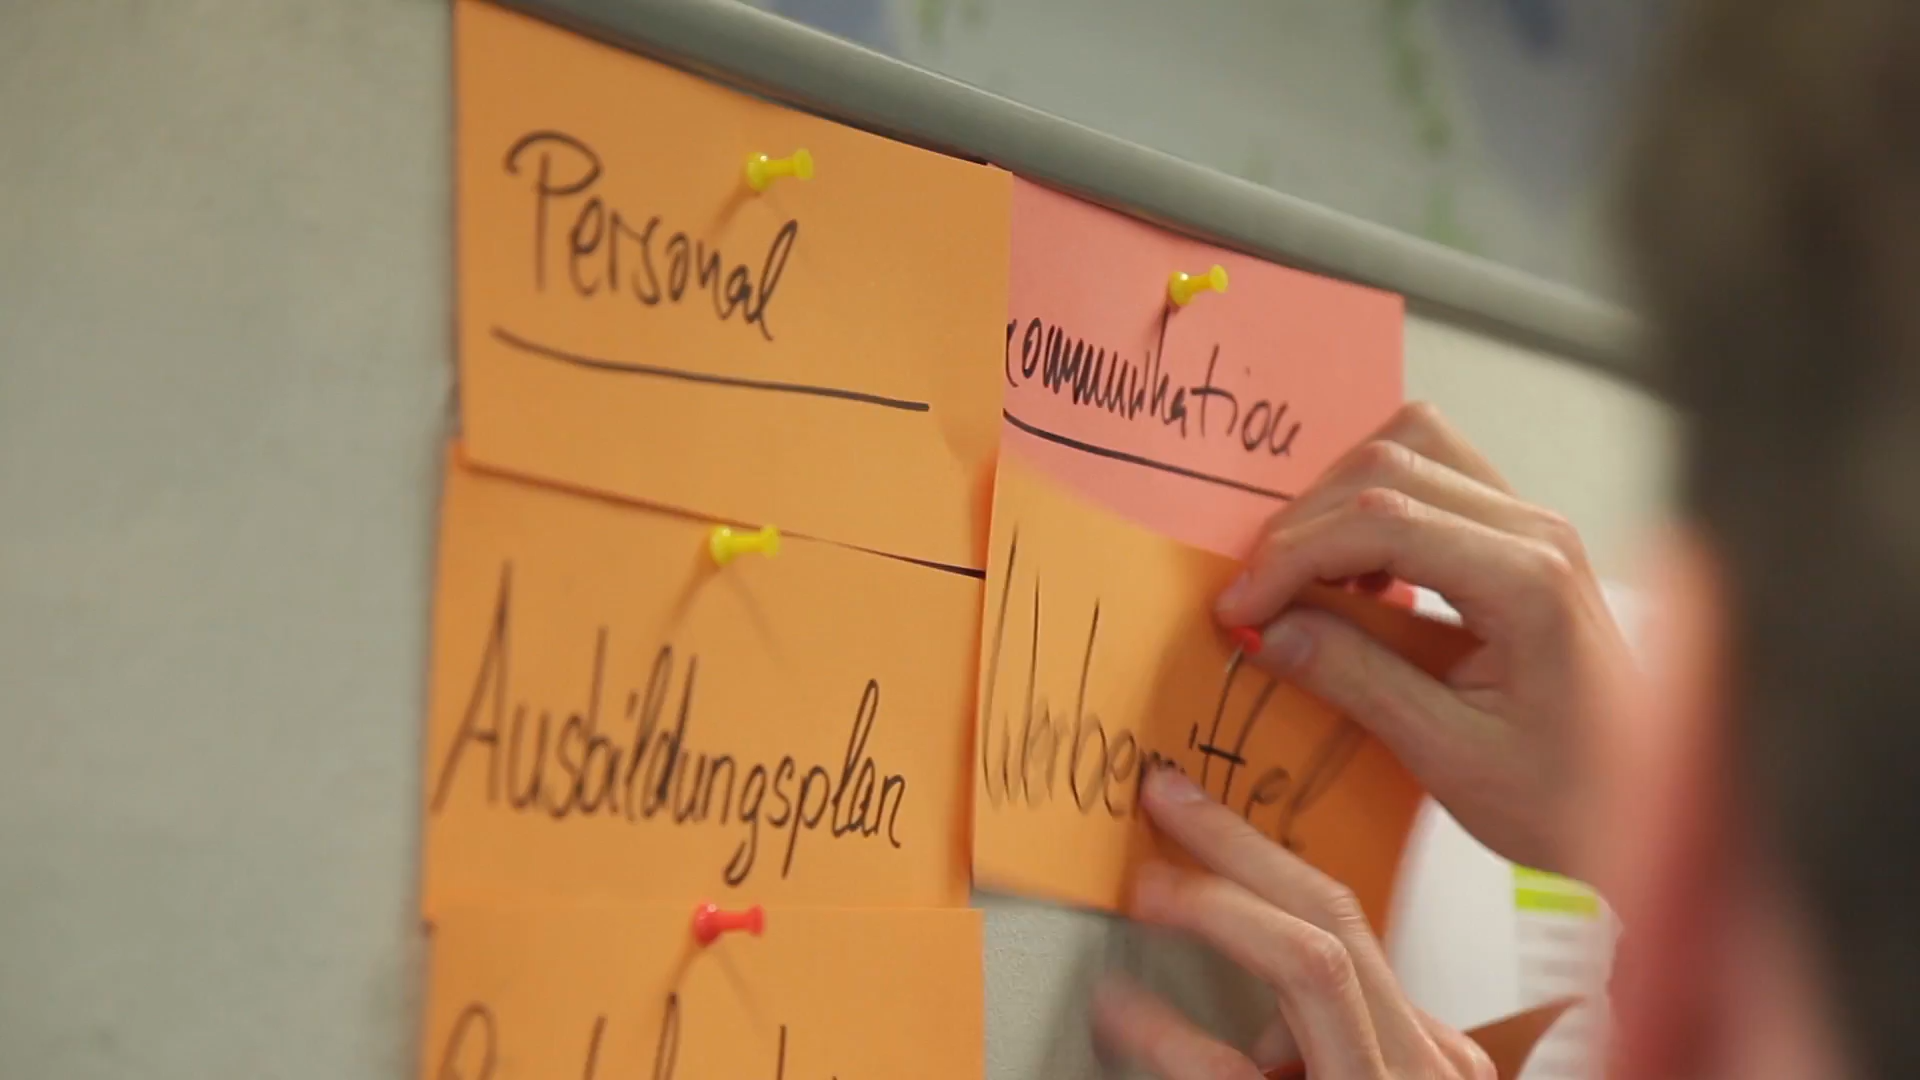 Personal
Kommunikation
Ausbildungsplan
Werbemittel